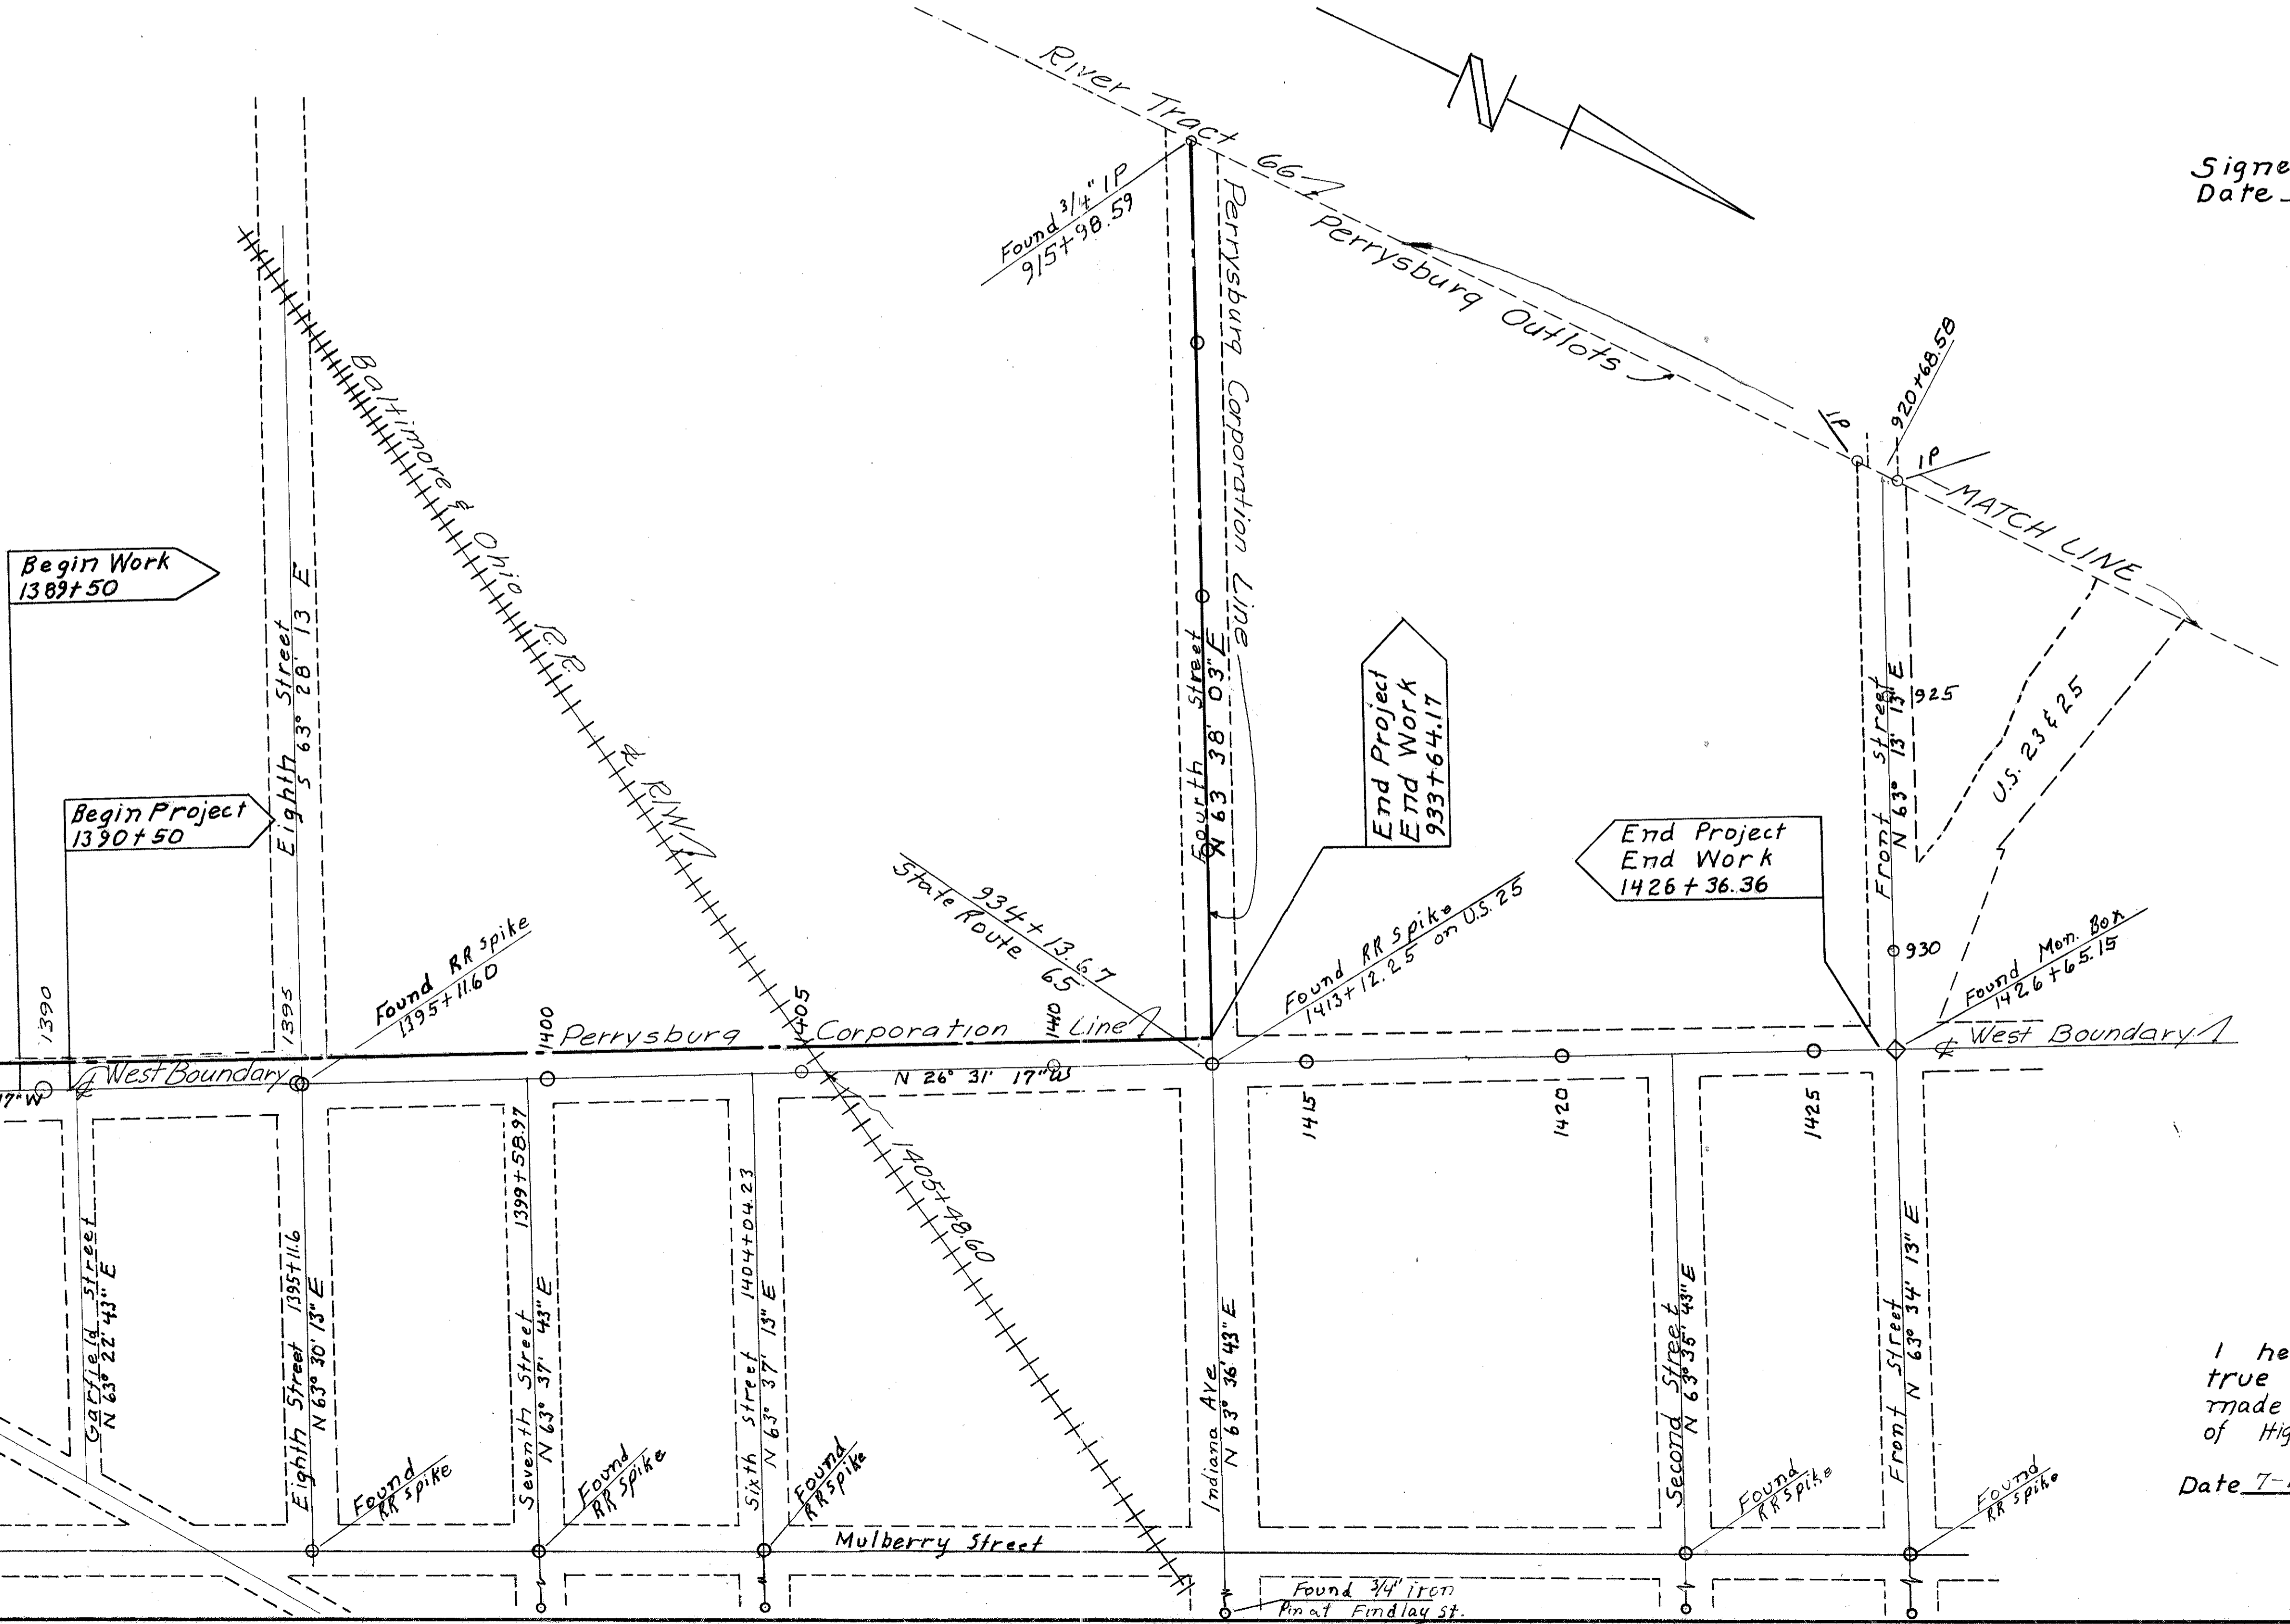 River Tract 66
Perrysburg Outlots
N
Signe
Date
Found 3/4" IP
915+98.59
Perrysburg Corporation Line
IP
920+68.58
IP
MATCH LINE
Baltimore & Ohio R.R.
℄ R/W
Begin Work
1389+50
Begin Project
1390+50
Eighth Street
S 63° 28' 13 E
Fourth Street
N 63 38' 03" E
End Project
End Work
933+64.17
End Project
End Work
1426+36.36
Front Street
N 63° 13' 13" E
925
930
U.S. 23 & 25
Found RR Spike
1395+11.60
934+13.67
State Route 65
Found RR Spike
1413+12.25 on U.S. 25
Found Mon. Box
1426+65.15
1390
1395
1400
1405
1410
Perrysburg Corporation Line
℄ West Boundary
℄ West Boundary
17" W
N 26° 31' 17" W
1415
1420
1425
1405+48.60
Garfield Street
N 63° 22' 43" E
Eighth Street 1395+11.6
N 63° 30' 13" E
Seventh Street 1399+58.97
N 63° 37' 43" E
Sixth Street 1404+04.23
N 63° 37' 13" E
Indiana Ave
N 63° 36' 43" E
Second Street
N 63° 35' 43" E
Front Street
N 63° 34' 13" E
Found
RR Spike
Found
RR Spike
Found
RR Spike
Found
RR Spike
Found
RR Spike
Mulberry Street
Found 3/4" iron
Pin at Findlay St.
I he
true
made
of Hig
Date 7-